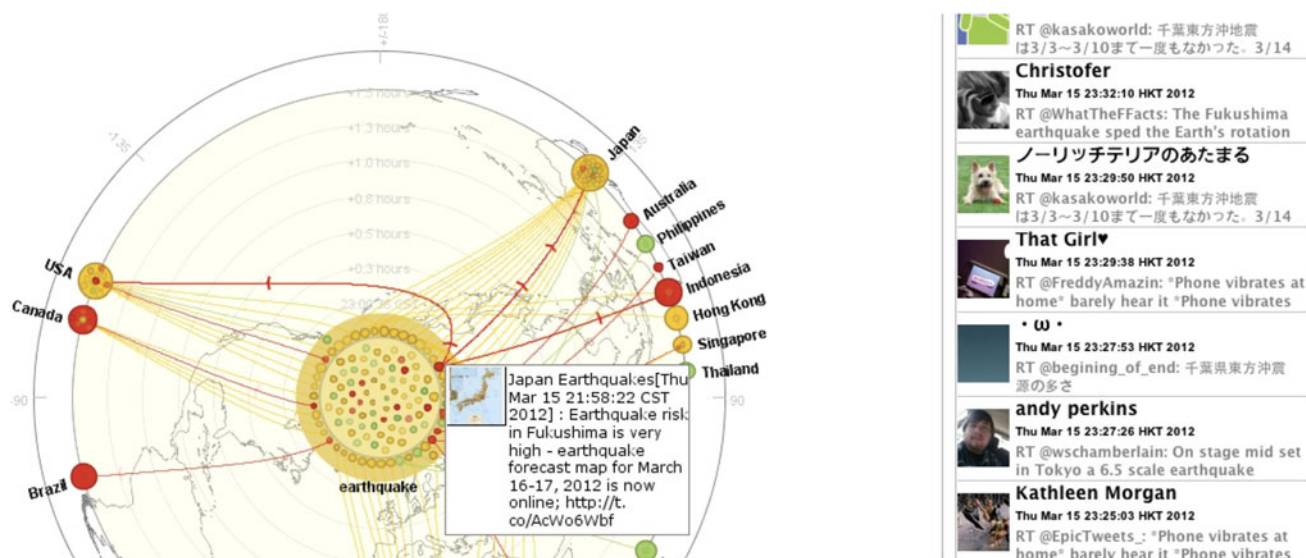 +/-180
-135
135
-90
90
+1.5 hours
+1.3 hours
+1.0 hours
+0.8 hours
+0.5 hours
+0.3 hours
Japan
Australia
Philippines
Taiwan
Indonesia
Hong Kong
Singapore
Thailand
USA
Canada
Brazil
earthquake
Japan Earthquakes[Thu
Mar 15 21:58:22 CST
2012] : Earthquake risk
in Fukushima is very
high - earthquake
forecast map for March
16-17, 2012 is now
online; http://t.
co/AcWo6Wbf
RT @kasakoworld: 千葉東方沖地震
は3/3～3/10まて一度もなかつた。3/14
Christofer
Thu Mar 15 23:32:10 HKT 2012
RT @WhatTheFFacts: The Fukushima
earthquake sped the Earth's rotation
ノーリッチテリアのあたまる
Thu Mar 15 23:29:50 HKT 2012
RT @kasakoworld: 千葉東方沖地震
は3/3～3/10まて一度もなかつた。3/14
That Girl♥
Thu Mar 15 23:29:38 HKT 2012
RT @FreddyAmazin: *Phone vibrates at
home* barely hear it *Phone vibrates
・ω・
Thu Mar 15 23:27:53 HKT 2012
RT @begining_of_end: 千葉県東方沖震
源の多さ
andy perkins
Thu Mar 15 23:27:26 HKT 2012
RT @wschamberlain: On stage mid set
in Tokyo a 6.5 scale earthquake
Kathleen Morgan
Thu Mar 15 23:25:03 HKT 2012
RT @EpicTweets_: *Phone vibrates at
home* barely hear it *Phone vibrates